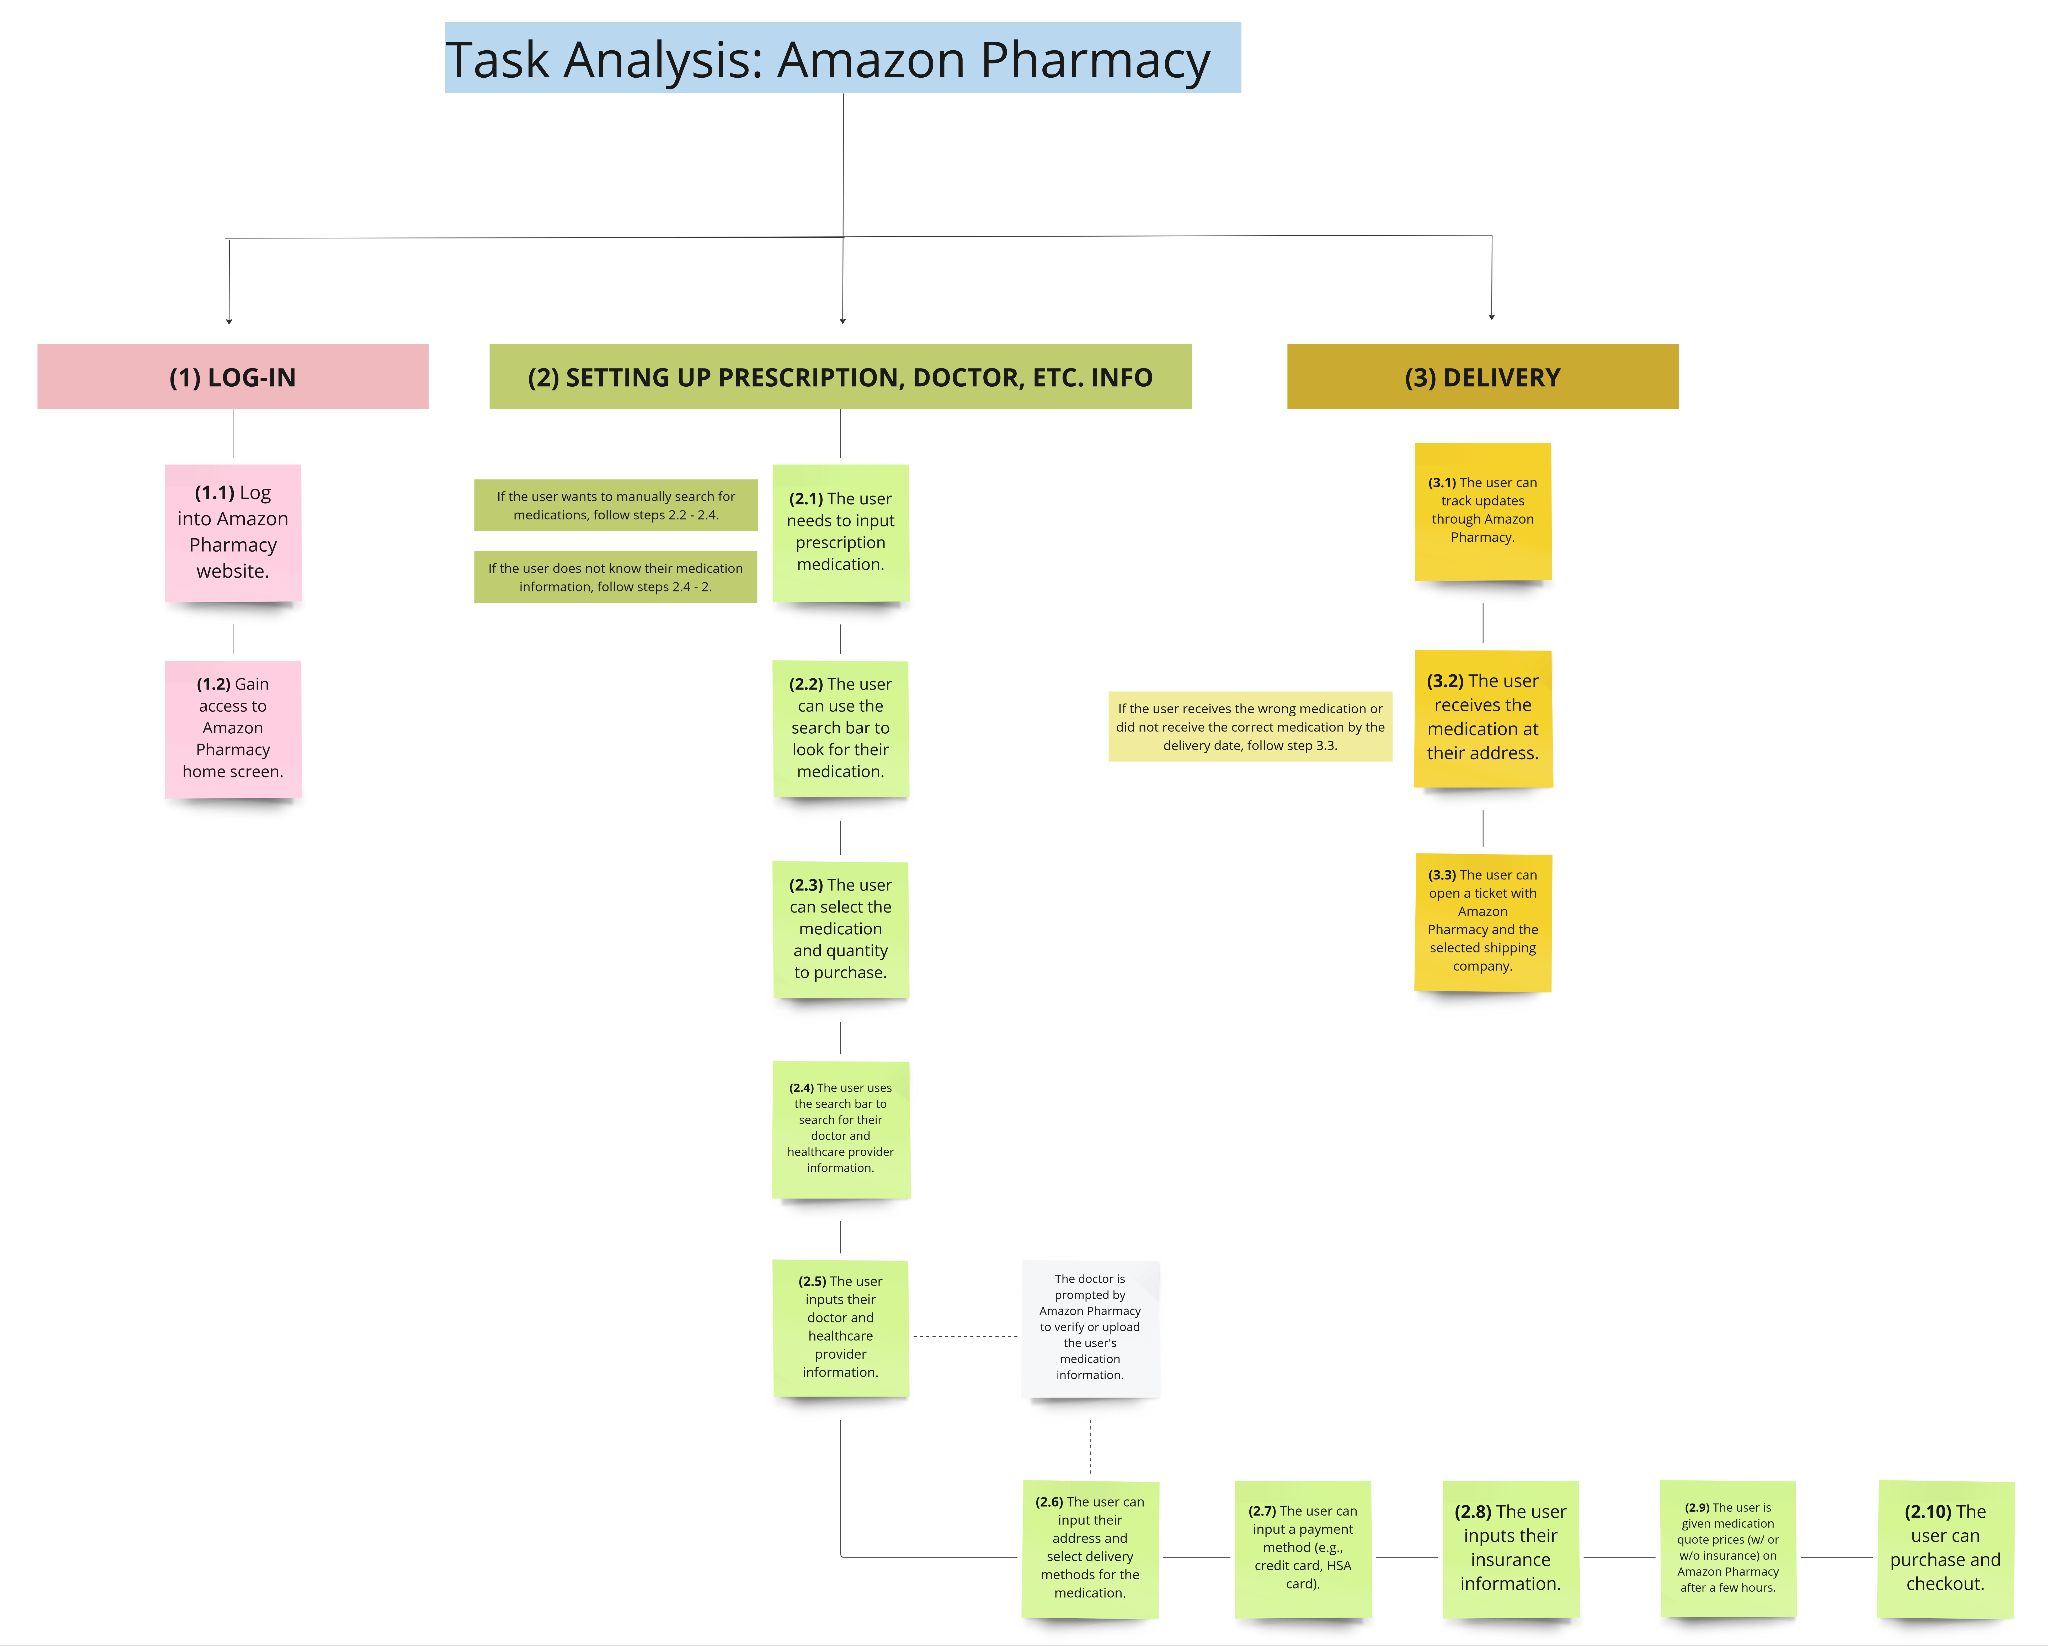 Task Analysis: Amazon Pharmacy
(1) LOG-IN
(1.1) Log
into Amazon
Pharmacy
website.
(1.2) Gain
access to
Amazon
Pharmacy
home screen.
(2) SETTING UP PRESCRIPTION, DOCTOR, ETC. INFO
If the user wants to manually search for
medications, follow steps 2.2 - 2.4.
If the user does not know their medication
information, follow steps 2.4 - 2.
(2.1) The user
needs to input
prescription
medication.
(2.2) The user
can use the
search bar to
look for their
medication.
(2.3) The user
can select the
medication
and quantity
to purchase.
(2.4) The user uses
the search bar to
search for their
doctor and
healthcare provider
information.
(2.5) The user
inputs their
doctor and
healthcare
provider
information.
The doctor is
prompted by
Amazon Pharmacy
to verify or upload
the user's
medication
information.
(2.6) The user can
input their
address and
select delivery
methods for the
medication.
(2.7) The user can
input a payment
method (e.g.,
credit card, HSA
card).
(2.8) The user
inputs their
insurance
information.
(2.9) The user is
given medication
quote prices (w/ or
w/o insurance) on
Amazon Pharmacy
after a few hours.
(2.10) The
user can
purchase and
checkout.
(3) DELIVERY
(3.1) The user can
track updates
through Amazon
Pharmacy.
If the user receives the wrong medication or
did not receive the correct medication by the
delivery date, follow step 3.3.
(3.2) The user
receives the
medication at
their address.
(3.3) The user can
open a ticket with
Amazon
Pharmacy and the
selected shipping
company.